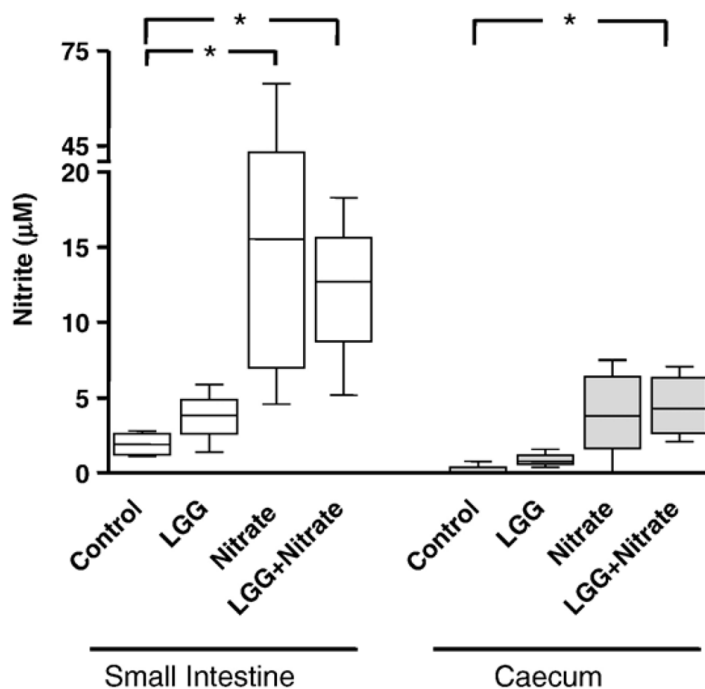 *
*
*
75
45
20
15
10
5
0
Nitrite (μM)
Control
LGG
Nitrate
LGG+Nitrate
Control
LGG
Nitrate
LGG+Nitrate
Small Intestine
Caecum